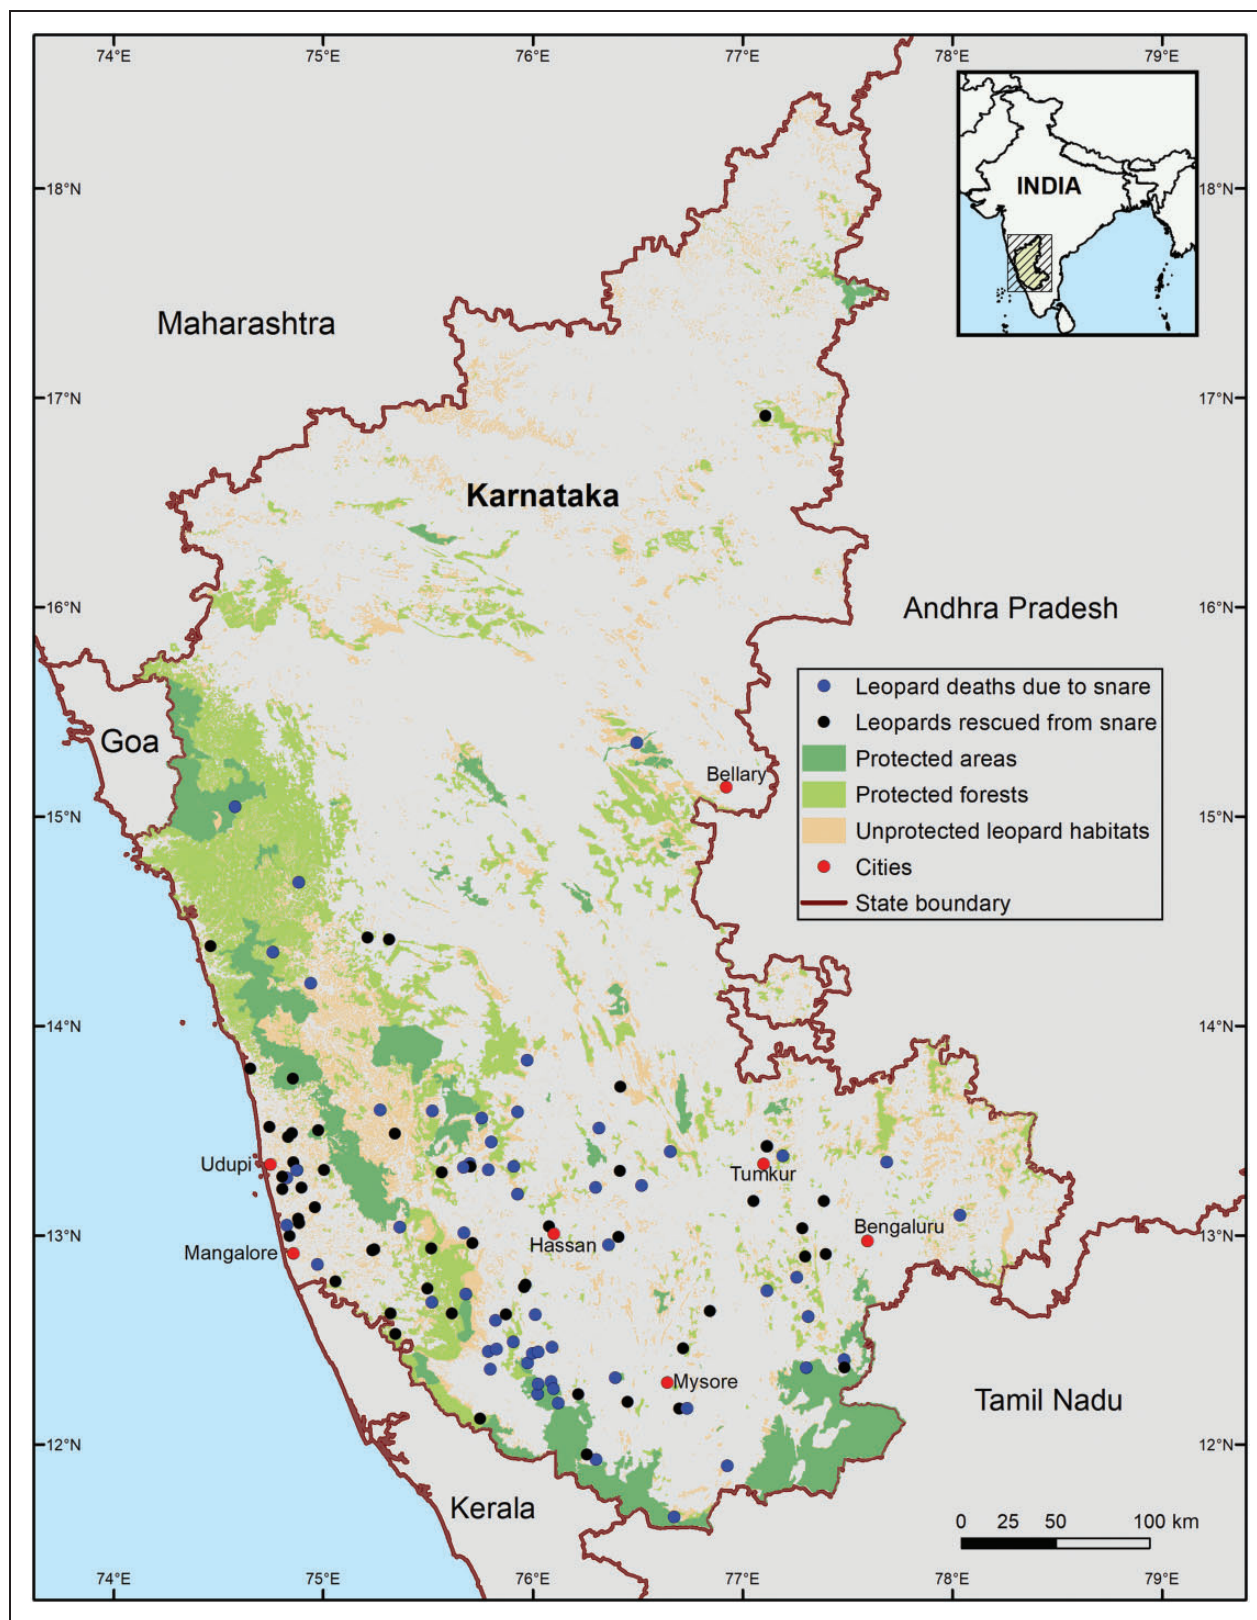 74°E 75°E 76°E 77°E 78°E 79°E
18°N 18°N
INDIA
Maharashtra
17°N 17°N
Karnataka
16°N 16°N
Andhra Pradesh
Leopard deaths due to snare
Leopards rescued from snare
Protected areas
Protected forests
Unprotected leopard habitats
Cities
State boundary
Goa
Bellary
15°N 15°N
14°N 14°N
Udupi
Tumkur
Bengaluru
13°N 13°N
Hassan
Mangalore
Mysore
Tamil Nadu
12°N 12°N
Kerala
0 25 50 100 km
74°E 75°E 76°E 77°E 78°E 79°E